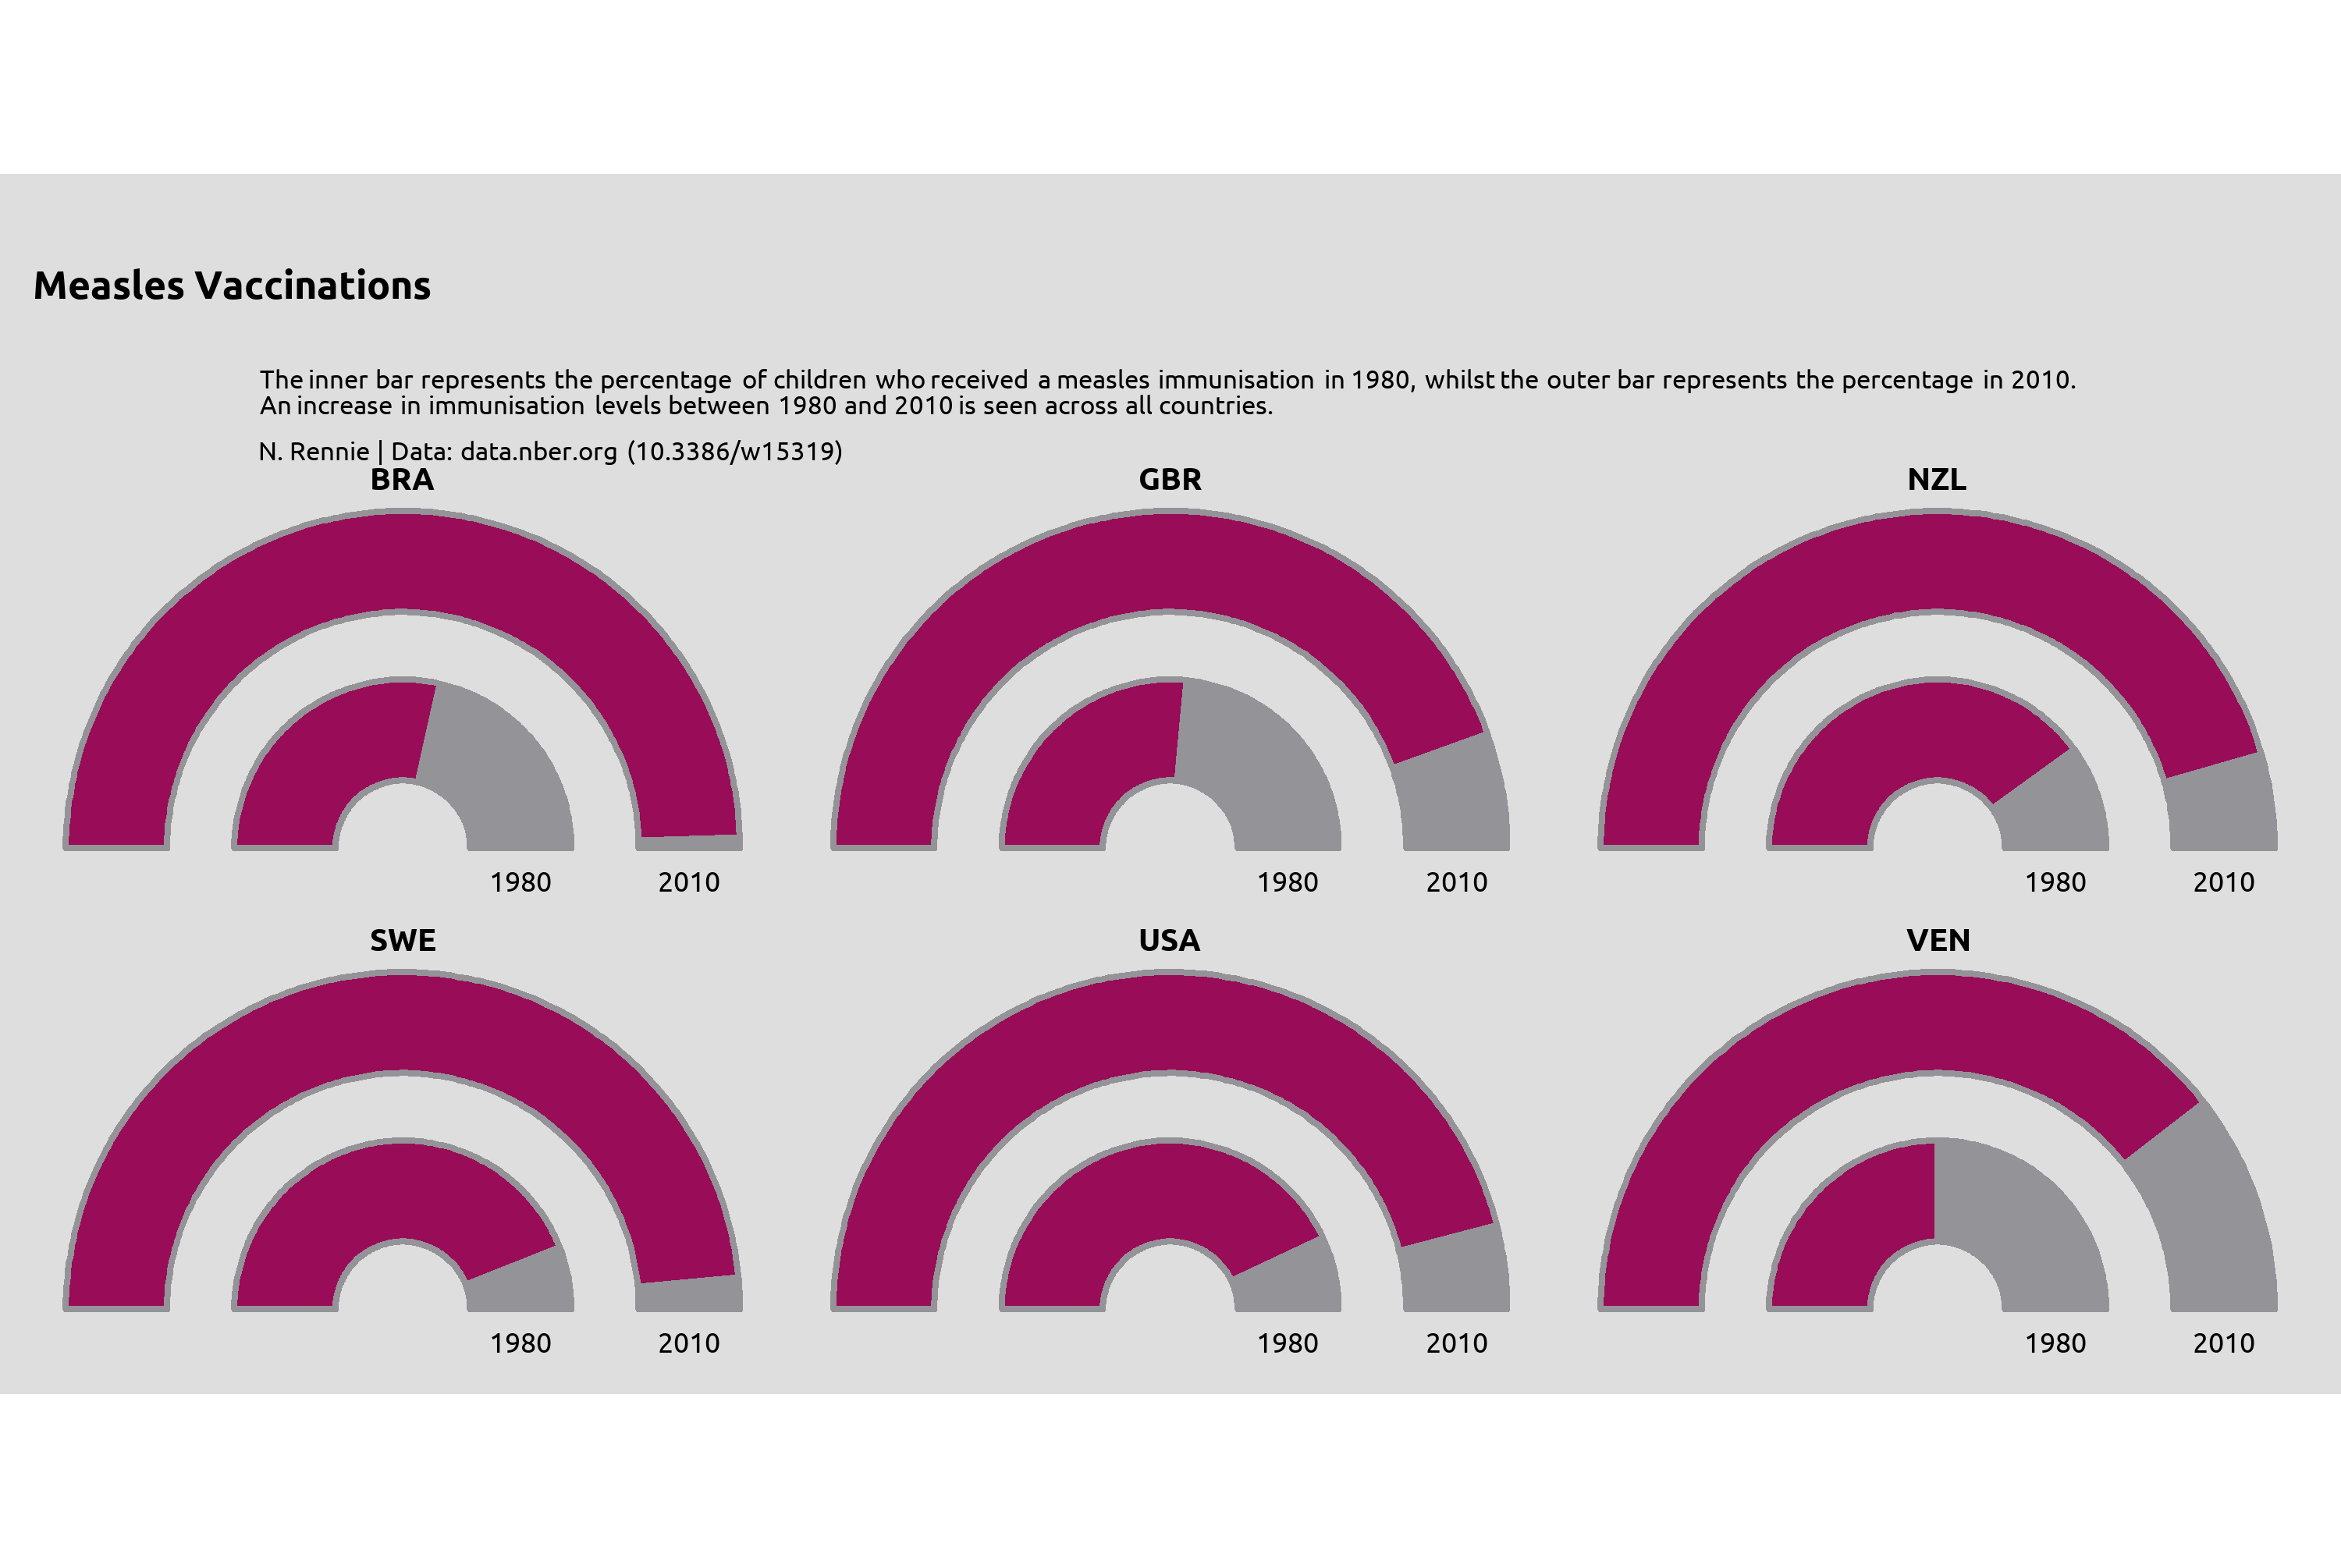 Measles Vaccinations
The inner bar represents the percentage of children who received a measles immunisation in 1980, whilst the outer bar represents the percentage in 2010.
An increase in immunisation levels between 1980 and 2010 is seen across all countries.
N. Rennie | Data: data.nber.org (10.3386/w15319)
BRA
GBR
NZL
1980
2010
1980
2010
1980
2010
SWE
USA
VEN
1980
2010
1980
2010
1980
2010